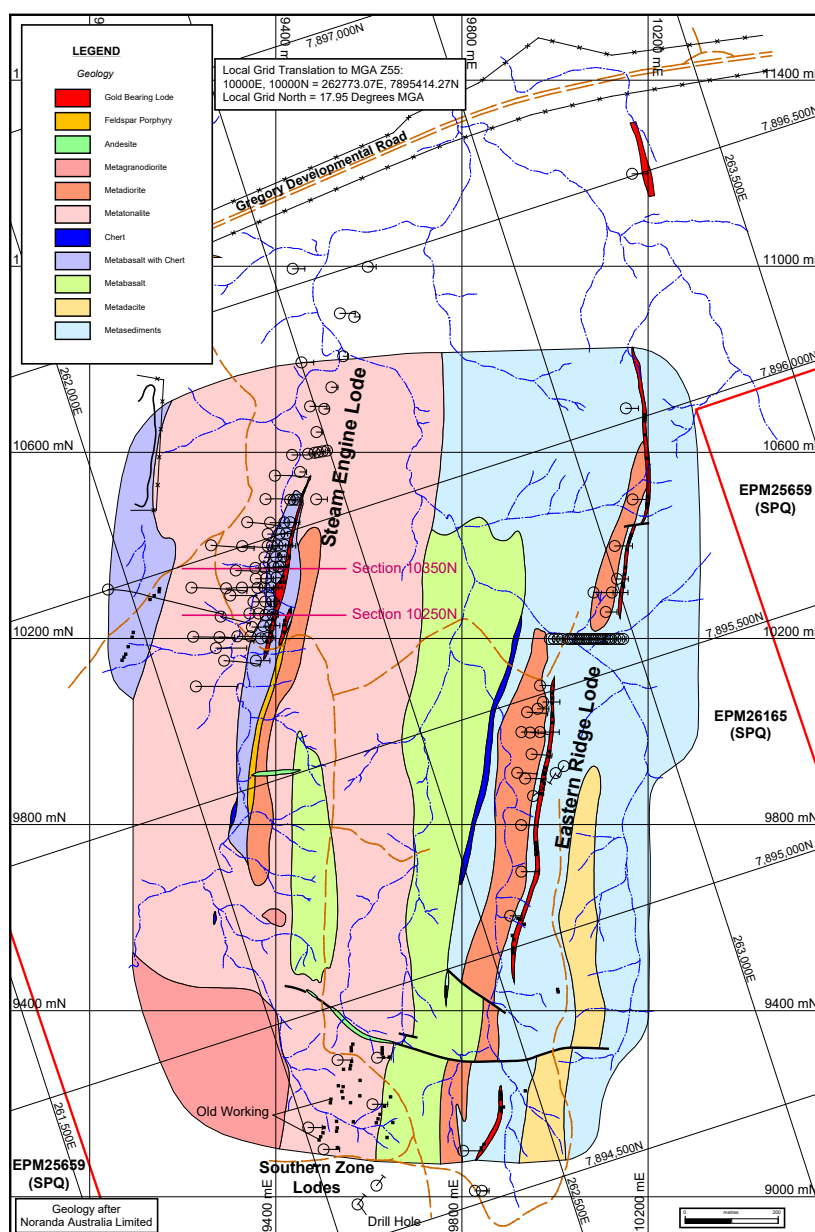 LEGEND
Geology
Gold Bearing Lode
Feldspar Porphyry
Andesite
Metagranodiorite
Metadiorite
Metatonalite
Chert
Metabasalt with Chert
Metabasalt
Metadacite
Metasediments
9400 mE
7,897,000N
9800 mE
10200 mE
Local Grid Translation to MGA Z55:
10000E, 10000N = 262773.07E, 7895414.27N
Local Grid North = 17.95 Degrees MGA
11400 mN
7,896,500N
263,500E
Gregory Developmental Road
11000 mN
262,000E
7,896,000N
Steam Engine Lode
10600 mN
10600 mN
EPM25659
(SPQ)
Section 10350N
Section 10250N
7,895,500N
10200 mN
10200 mN
EPM26165
(SPQ)
Eastern Ridge Lode
9800 mN
9800 mN
7,895,000N
263,000E
9400 mN
9400 mN
261,500E
Old Working
EPM25659
(SPQ)
Southern Zone
Lodes
7,894,500N
262,500E
9000 mN
Geology after
Noranda Australia Limited
9400 mE
Drill Hole
9800 mE
10200 mE
0 metres 200